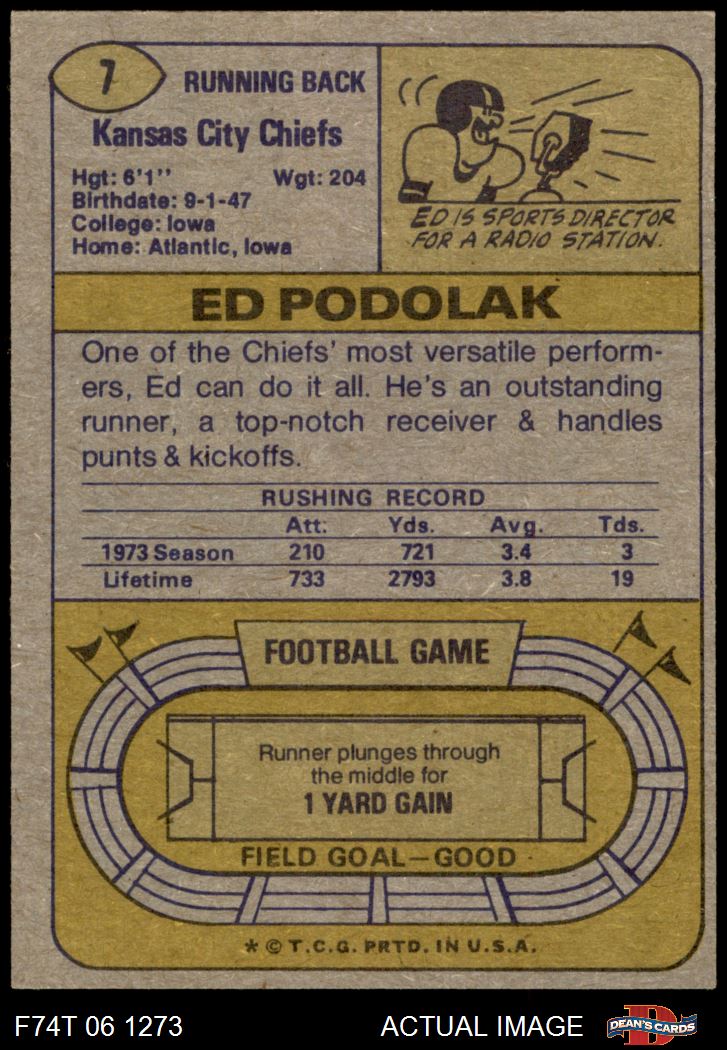 7
RUNNING BACK
Kansas City Chiefs
Hgt: 6'1'' Wgt: 204
Birthdate: 9-1-47
College: Iowa
Home: Atlantic, Iowa
ED IS SPORTS DIRECTOR
FOR A RADIO STATION.
ED PODOLAK
One of the Chiefs' most versatile perform-
ers, Ed can do it all. He's an outstanding
runner, a top-notch receiver & handles
punts & kickoffs.
RUSHING RECORD
Att. Yds. Avg. Tds.
1973 Season 210 721 3.4 3
Lifetime 733 2793 3.8 19
FOOTBALL GAME
Runner plunges through
the middle for
1 YARD GAIN
FIELD GOAL—GOOD
* © T.C.G. PRTD. IN U.S.A.
F74T 06 1273 ACTUAL IMAGE DEAN'S CARDS